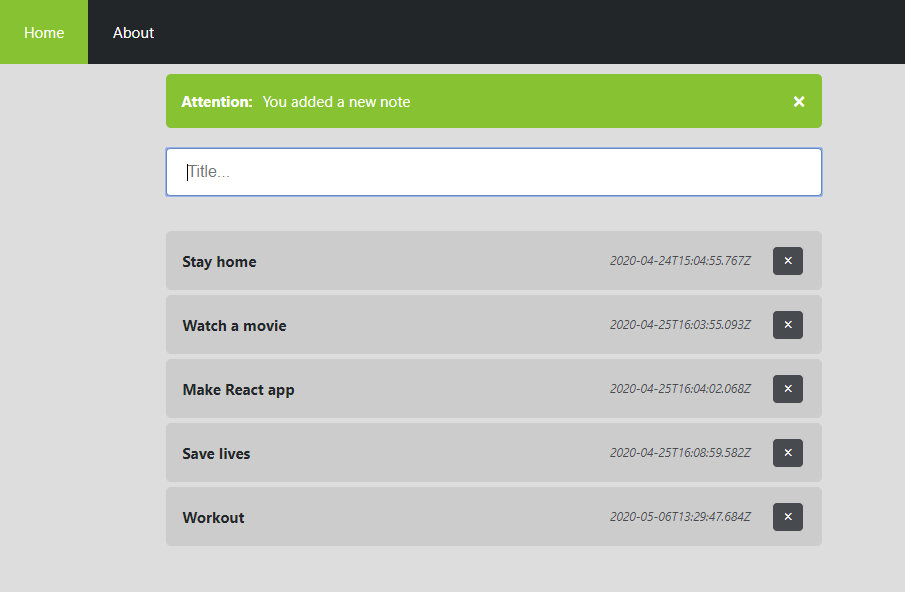 Home About
Attention: You added a new note ×
Title...
Stay home 2020-04-24T15:04:55.767Z ×
Watch a movie 2020-04-25T16:03:55.093Z ×
Make React app 2020-04-25T16:04:02.068Z ×
Save lives 2020-04-25T16:08:59.582Z ×
Workout 2020-05-06T13:29:47.684Z ×